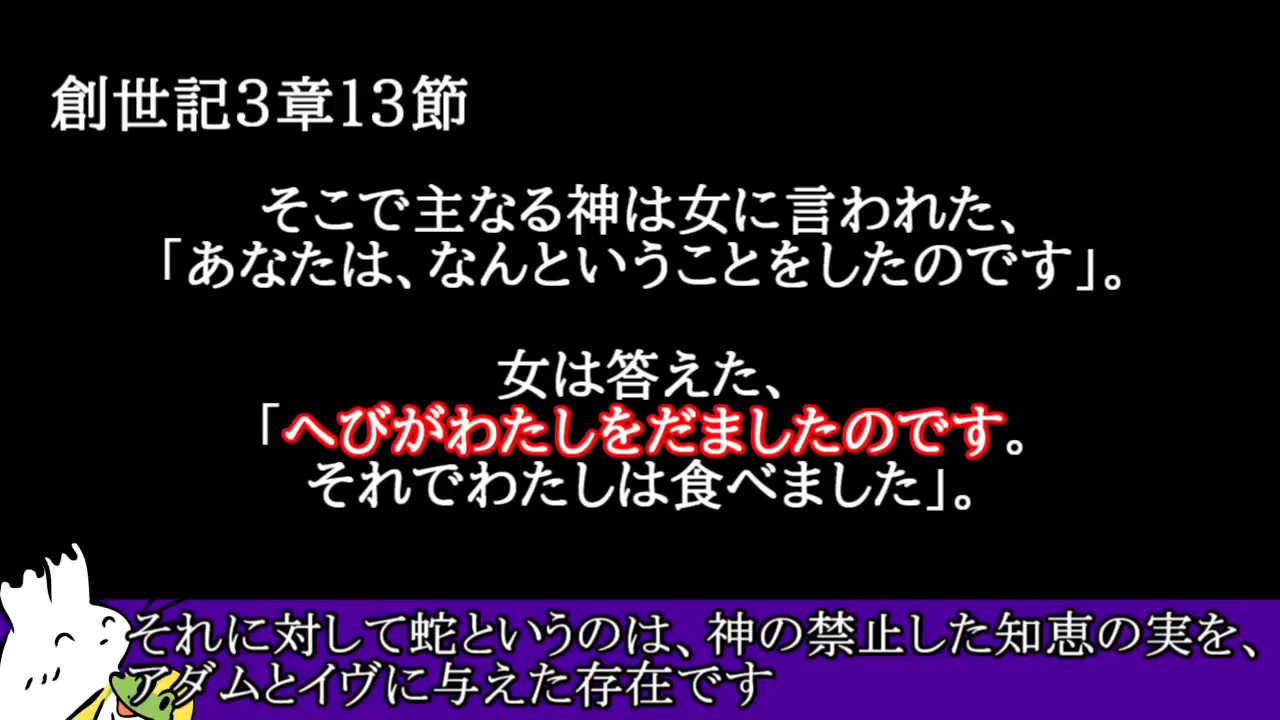 創世記３章１３節
そこで主なる神は女に言われた、
「あなたは、なんということをしたのです」。
女は答えた、
「へびがわたしをだましたのです。
それでわたしは食べました」。
それに対して蛇というのは、神の禁止した知恵の実を、
アダムとイヴに与えた存在です